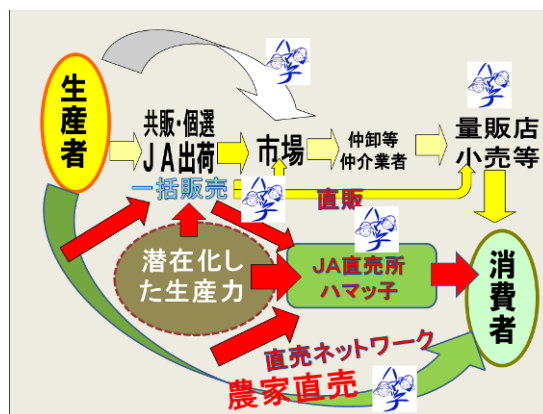 生産者
共販・個選
JA出荷
一括販売
市場
仲卸等
仲介業者
量販店
小売等
直販
潜在化し
た生産力
JA直売所
ハマッ子
消費者
直売ネットワーク
農家直売